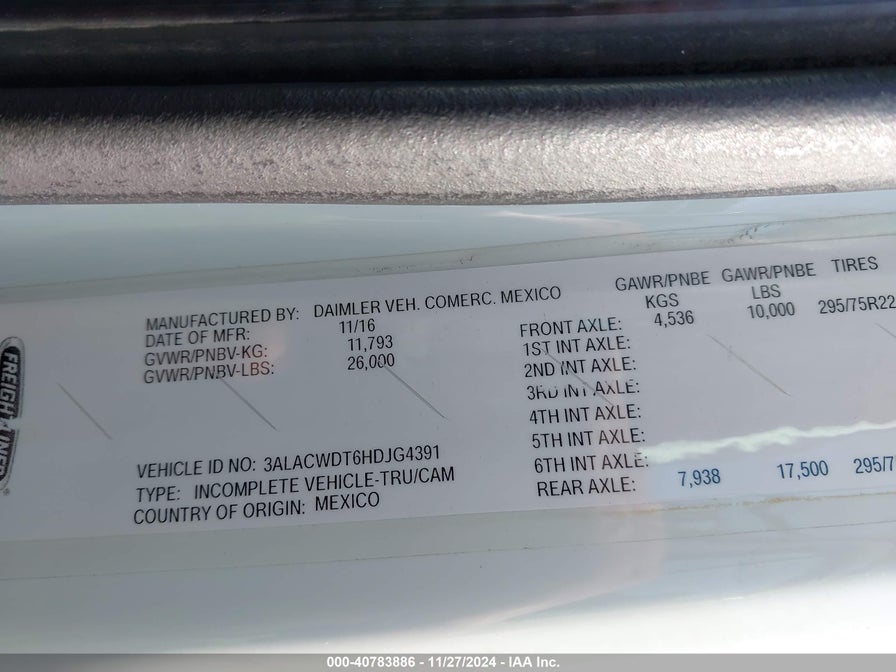 FREIGHTLINER
®
MANUFACTURED BY: DAIMLER VEH. COMERC. MEXICO
DATE OF MFR: 11/16
GVWR/PNBV-KG: 11,793
GVWR/PNBV-LBS: 26,000
VEHICLE ID NO: 3ALACWDT6HDJG4391
TYPE: INCOMPLETE VEHICLE-TRU/CAM
COUNTRY OF ORIGIN: MEXICO
GAWR/PNBE KGS GAWR/PNBE LBS TIRES
FRONT AXLE: 4,536 10,000 295/75R22
1ST INT AXLE:
2ND INT AXLE:
3RD INT AXLE:
4TH INT AXLE:
5TH INT AXLE:
6TH INT AXLE:
REAR AXLE: 7,938 17,500 295/7
000-40783886 - 11/27/2024 - IAA Inc.